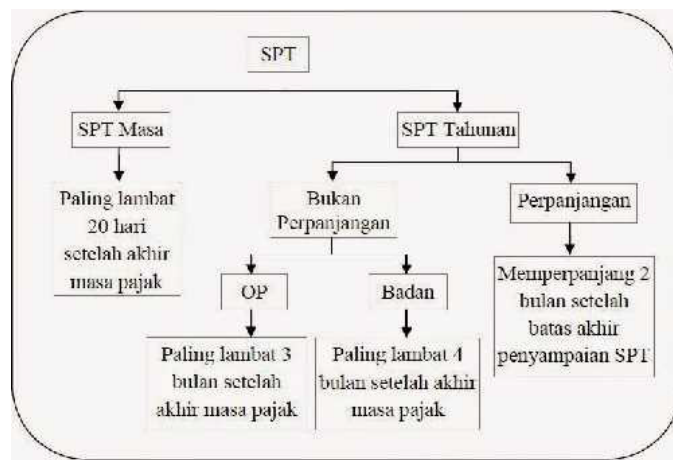 SPT
SPT Masa
SPT Tahunan
Paling lambat
20 hari
setelah akhir
masa pajak
Bukan
Perpanjangan
Perpanjangan
OP
Badan
Memperpanjang 2
bulan setelah
batas akhir
penyampaian SPT
Paling lambat 3
bulan setelah
akhir masa pajak
Paling lambat 4
bulan setelah akhir
masa pajak